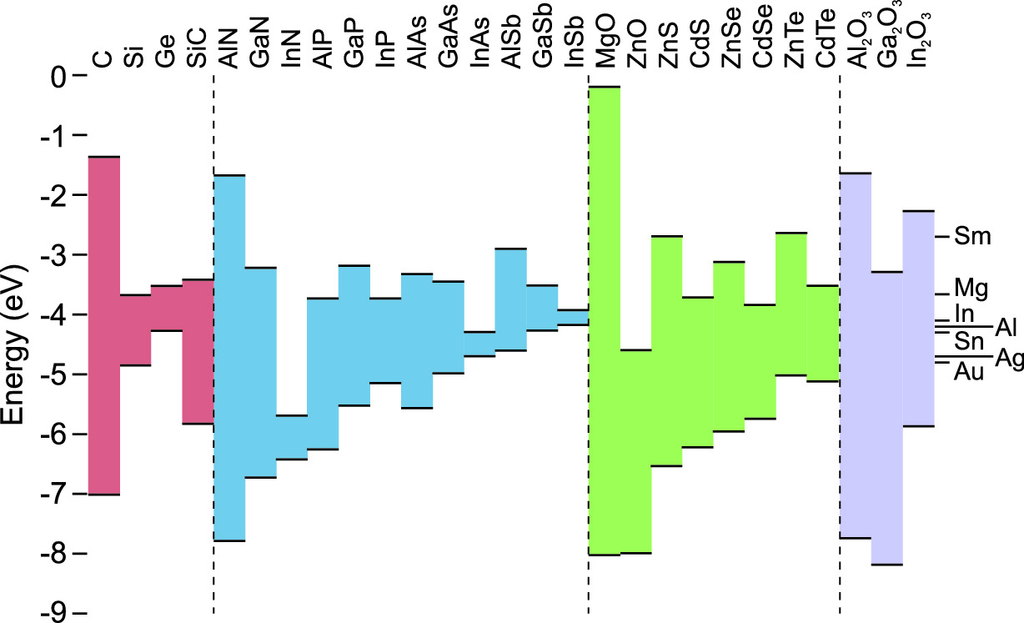 C
Si
Ge
SiC
AlN
GaN
InN
AlP
GaP
InP
AlAs
GaAs
InAs
AlSb
GaSb
InSb
MgO
ZnO
ZnS
CdS
ZnSe
CdSe
ZnTe
CdTe
Al₂O₃
Ga₂O₃
In₂O₃
Energy (eV)
0
-1
-2
-3
-4
-5
-6
-7
-8
-9
Sm
Mg
In
Al
Sn
Ag
Au